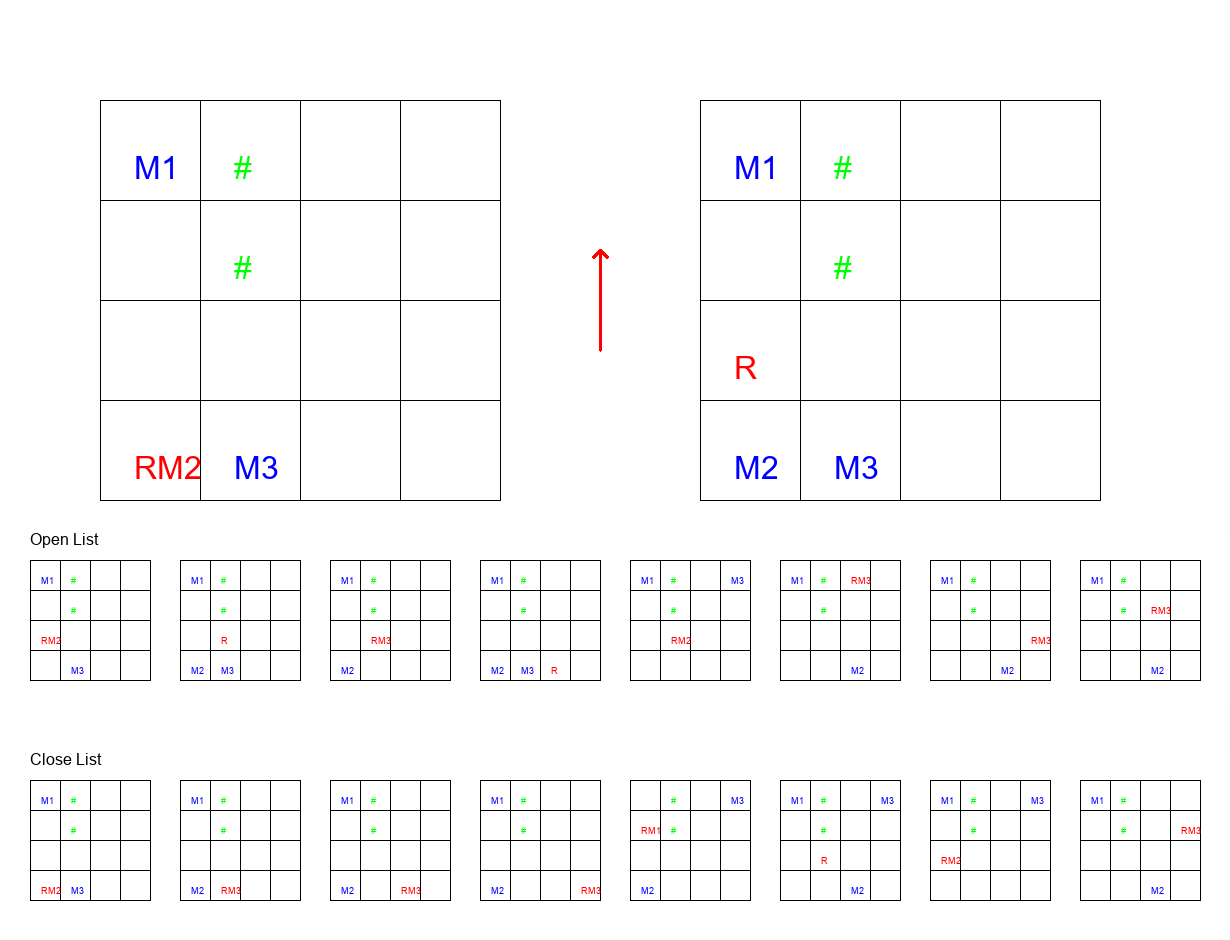 M1 # M1 #
# #
R
RM2 M3 M2 M3
Open List
M1 # M1 # M1 # M1 # M1 # M3 M1 # RM3 M1 # M1 #
# # # # # # # # RM3
RM2 R RM3 RM2 RM3
M3 M2 M3 M2 M2 M3 R M2 M2 M2
Close List
M1 # M1 # M1 # M1 # # M3 M1 # M3 M1 # M3 M1 #
# # # # RM1 # # # # RM3
R RM2
RM2 M3 M2 RM3 M2 RM3 M2 RM3 M2 M2 M2